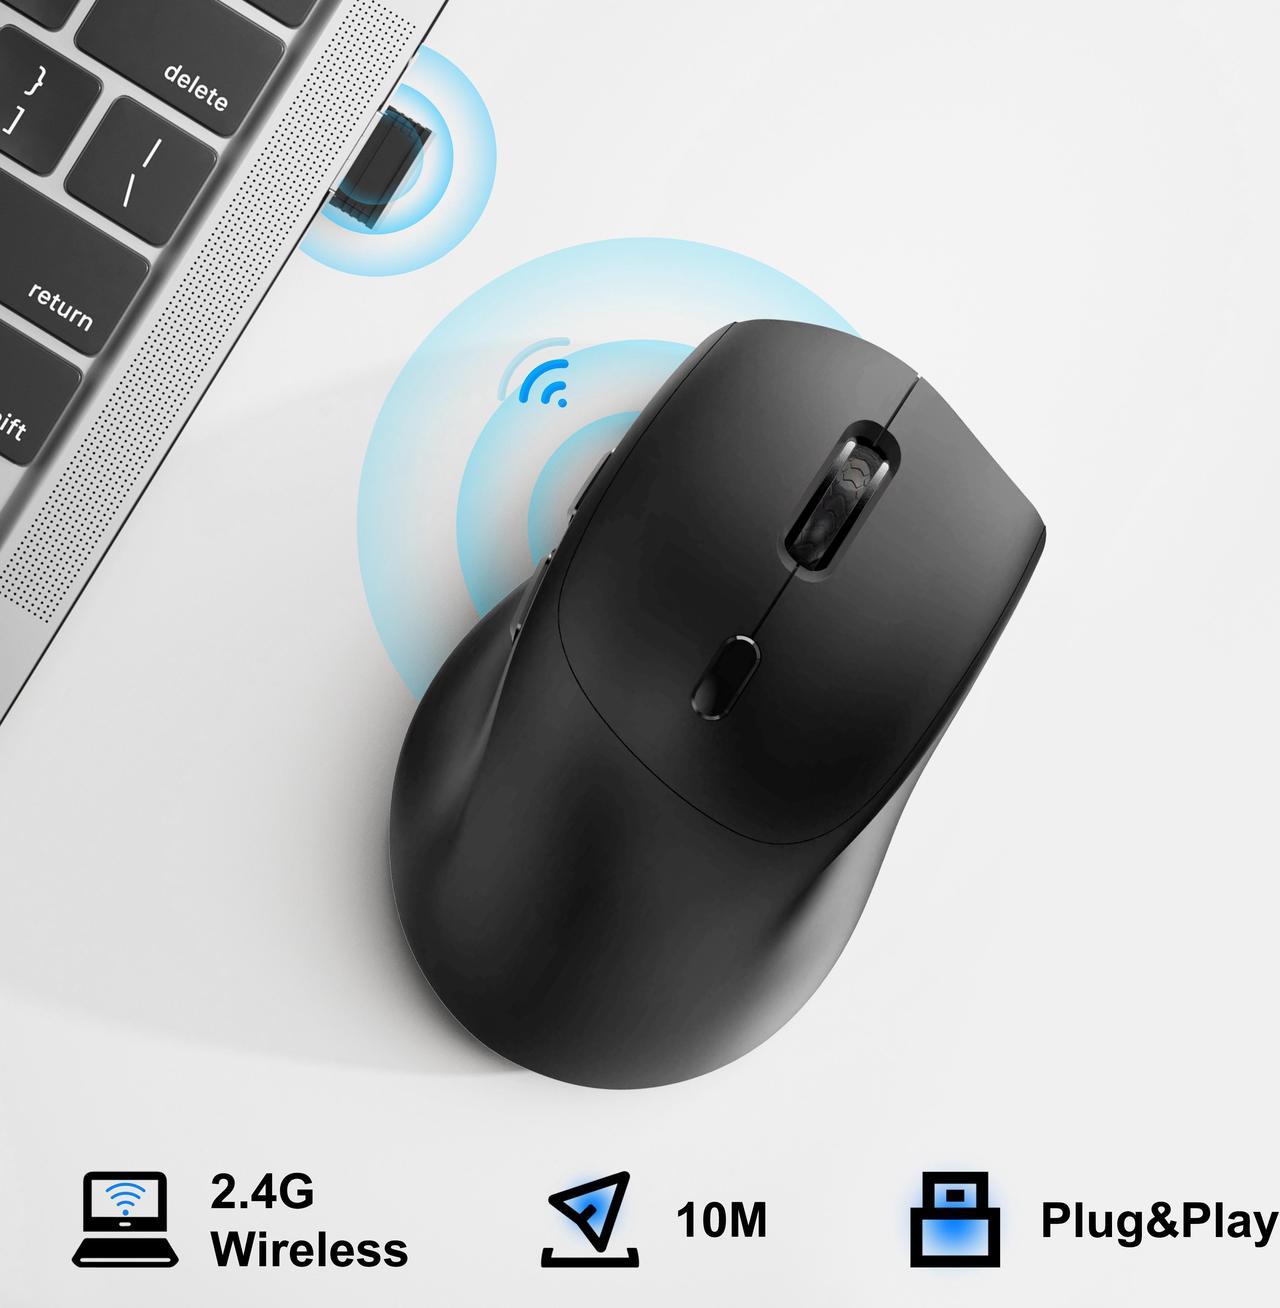 delete
}
]
|
\
return
ift
2.4G
Wireless
10M
Plug&Play